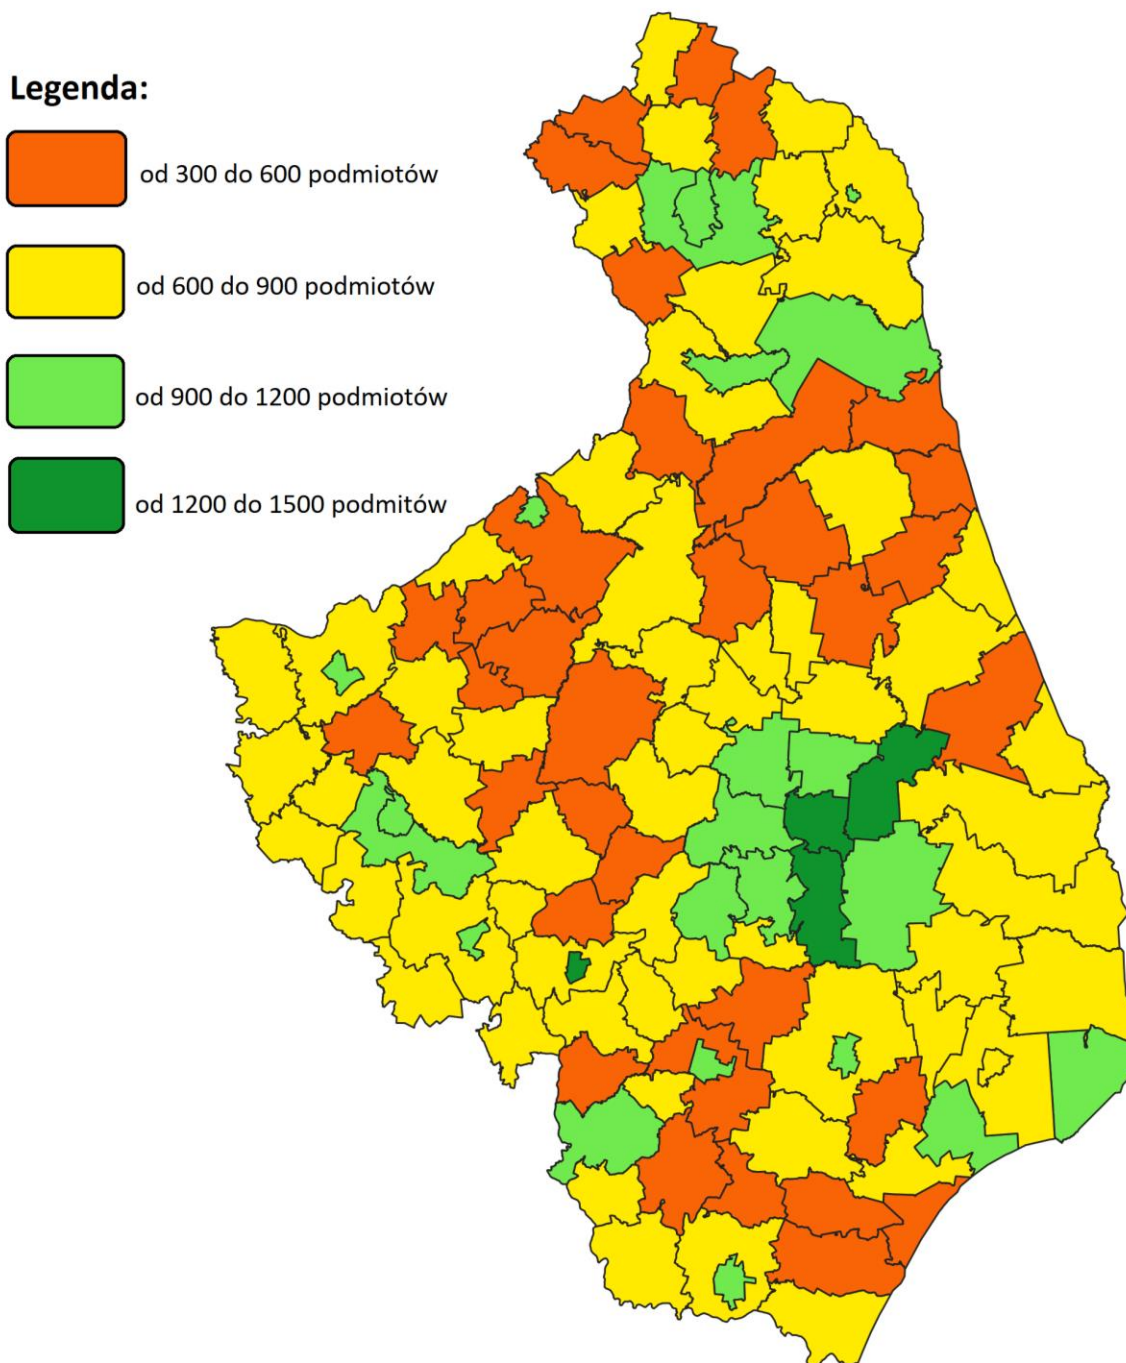 Legenda:
od 300 do 600 podmiotów
od 600 do 900 podmiotów
od 900 do 1200 podmiotów
od 1200 do 1500 podmitów